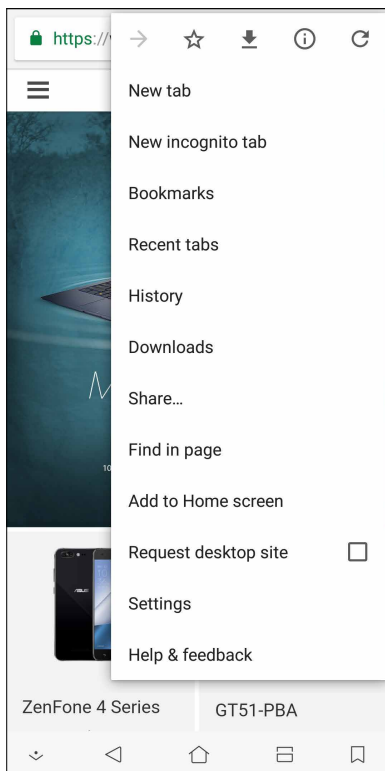 https://
New tab
New incognito tab
Bookmarks
Recent tabs
History
Downloads
Share...
Find in page
Add to Home screen
Request desktop site
Settings
Help & feedback
ZenFone 4 Series
GT51-PBA